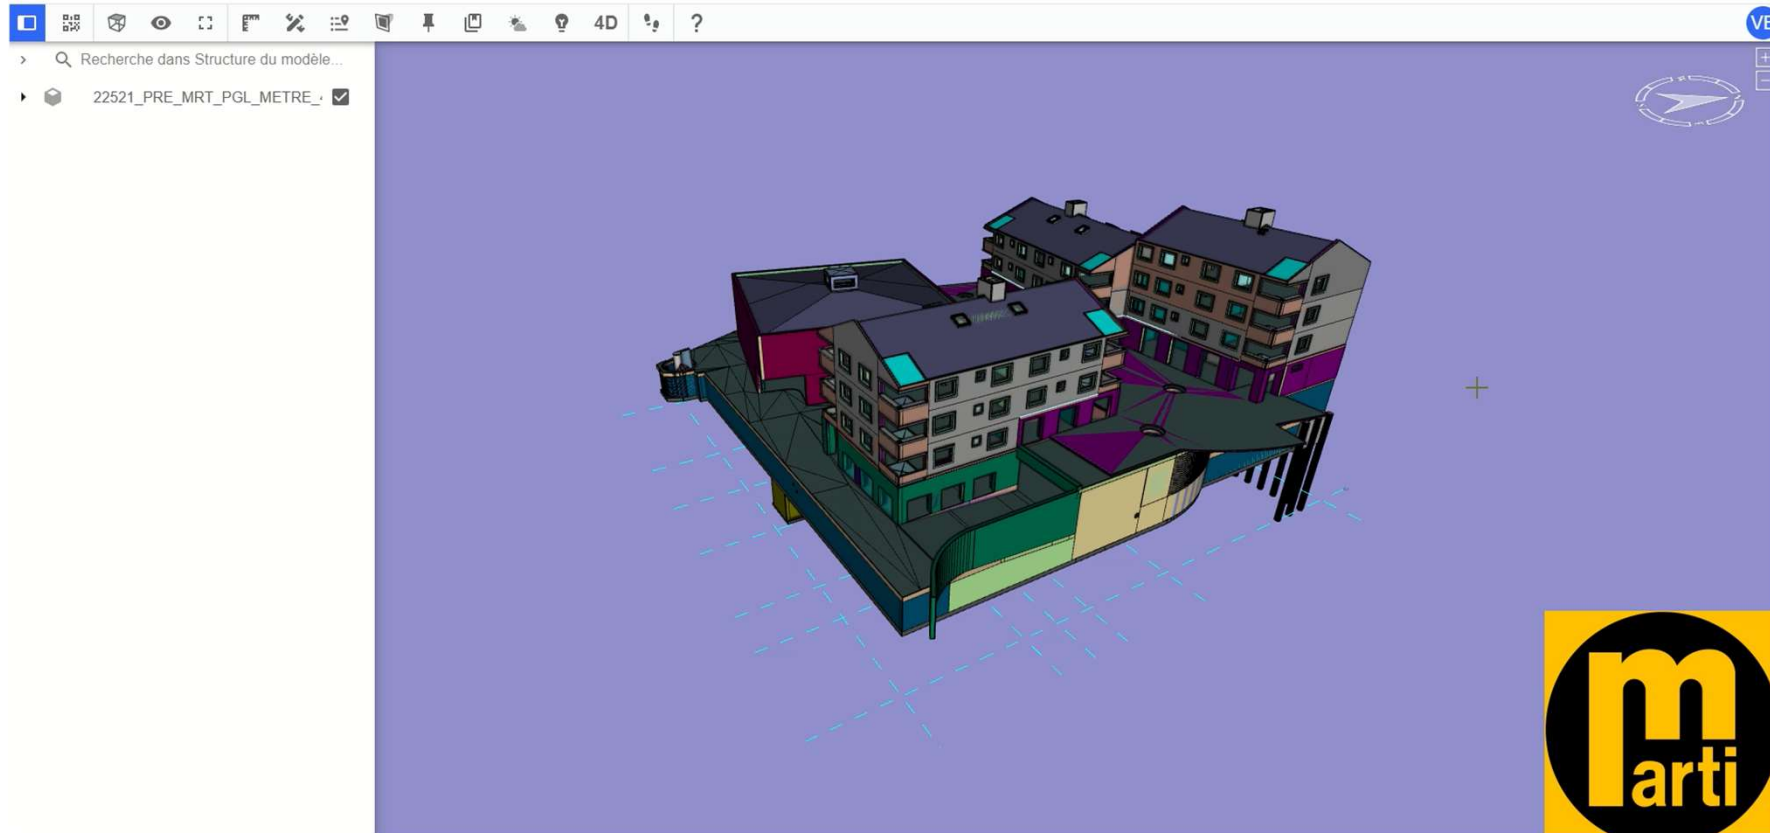 4D
?
VE
Recherche dans Structure du modèle...
22521_PRE_MRT_PGL_METRE_
marti